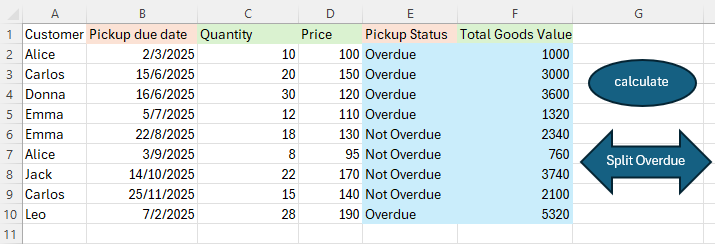 A B C D E F G
1 Customer Pickup due date Quantity Price Pickup Status Total Goods Value
2 Alice 2/3/2025 10 100 Overdue 1000
3 Carlos 15/6/2025 20 150 Overdue 3000
4 Donna 16/6/2025 30 120 Overdue 3600
5 Emma 5/7/2025 12 110 Overdue 1320
6 Emma 22/8/2025 18 130 Not Overdue 2340
7 Alice 3/9/2025 8 95 Not Overdue 760
8 Jack 14/10/2025 22 170 Not Overdue 3740
9 Carlos 25/11/2025 15 140 Not Overdue 2100
10 Leo 7/2/2025 28 190 Overdue 5320
11
calculate
Split Overdue